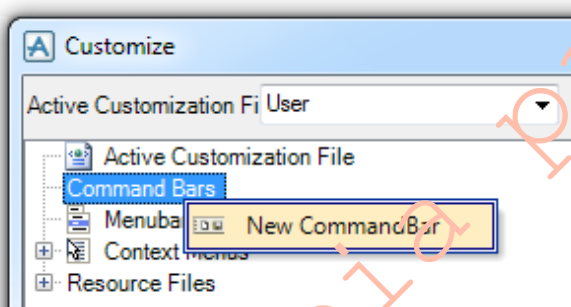 Customize
Active Customization Fi User
Active Customization File
Command Bars
Menuba
New CommandBar
Context Menus
Resource Files